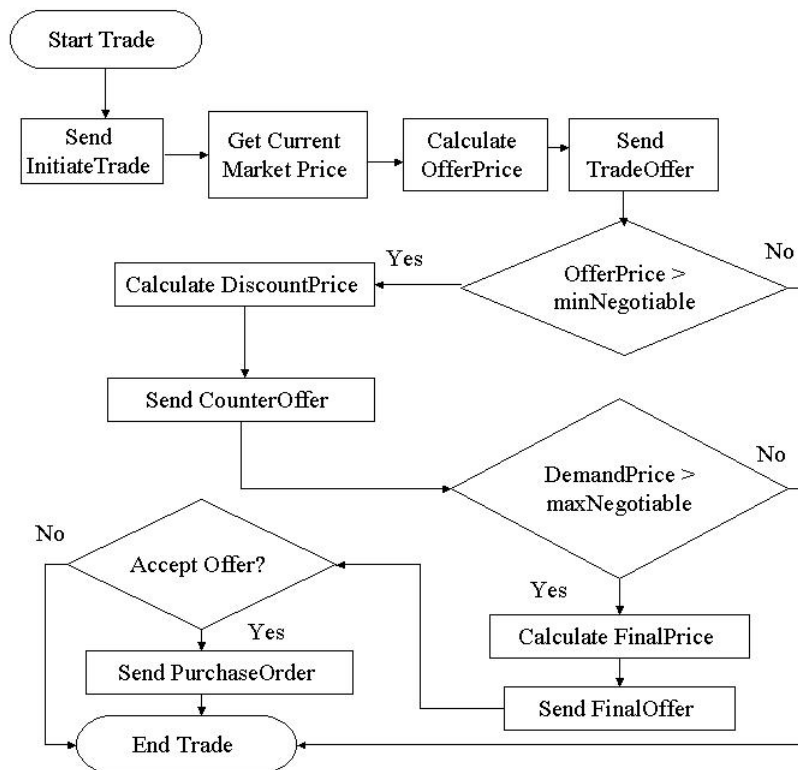 Start Trade
Send
InitiateTrade
Get Current
Market Price
Calculate
OfferPrice
Send
TradeOffer
Yes
No
OfferPrice >
minNegotiable
Calculate DiscountPrice
Send CounterOffer
DemandPrice >
maxNegotiable
No
No
Accept Offer?
Yes
Yes
Calculate FinalPrice
Send PurchaseOrder
Send FinalOffer
End Trade